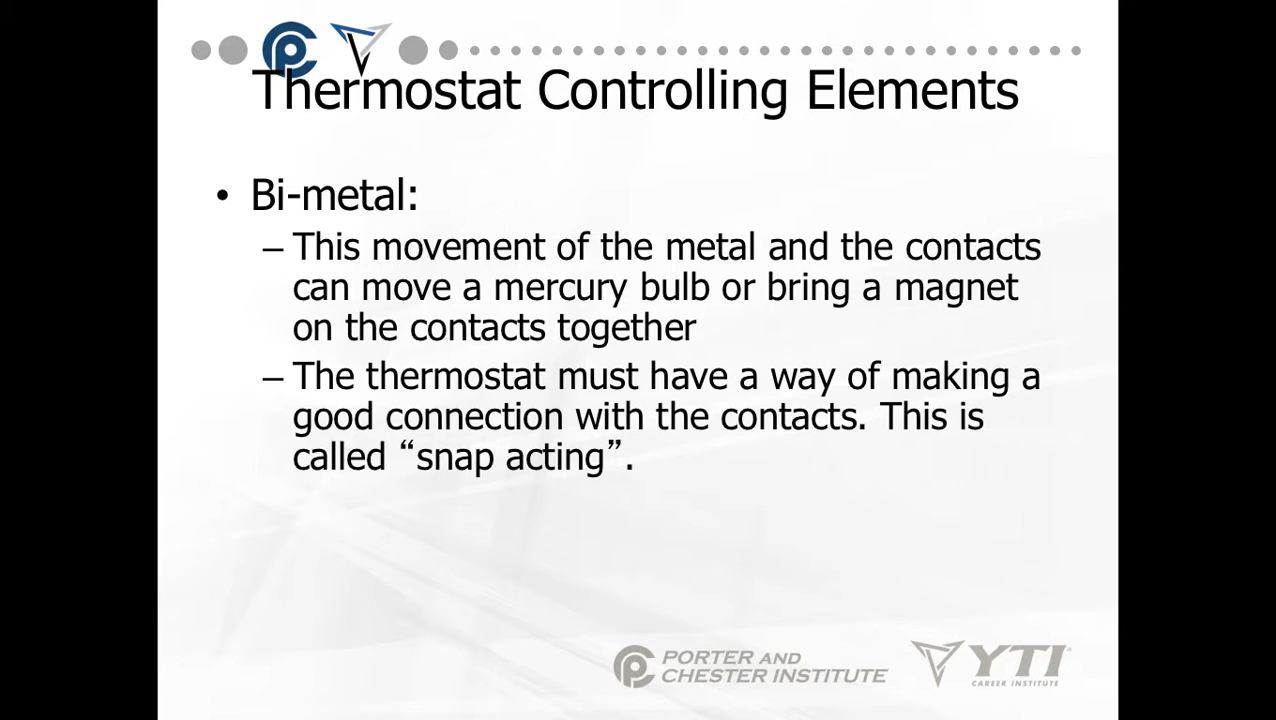 Thermostat Controlling Elements
• Bi-metal:
– This movement of the metal and the contacts
can move a mercury bulb or bring a magnet
on the contacts together
– The thermostat must have a way of making a
good connection with the contacts. This is
called “snap acting”.
PORTER AND
CHESTER INSTITUTE
YTI
CAREER INSTITUTE